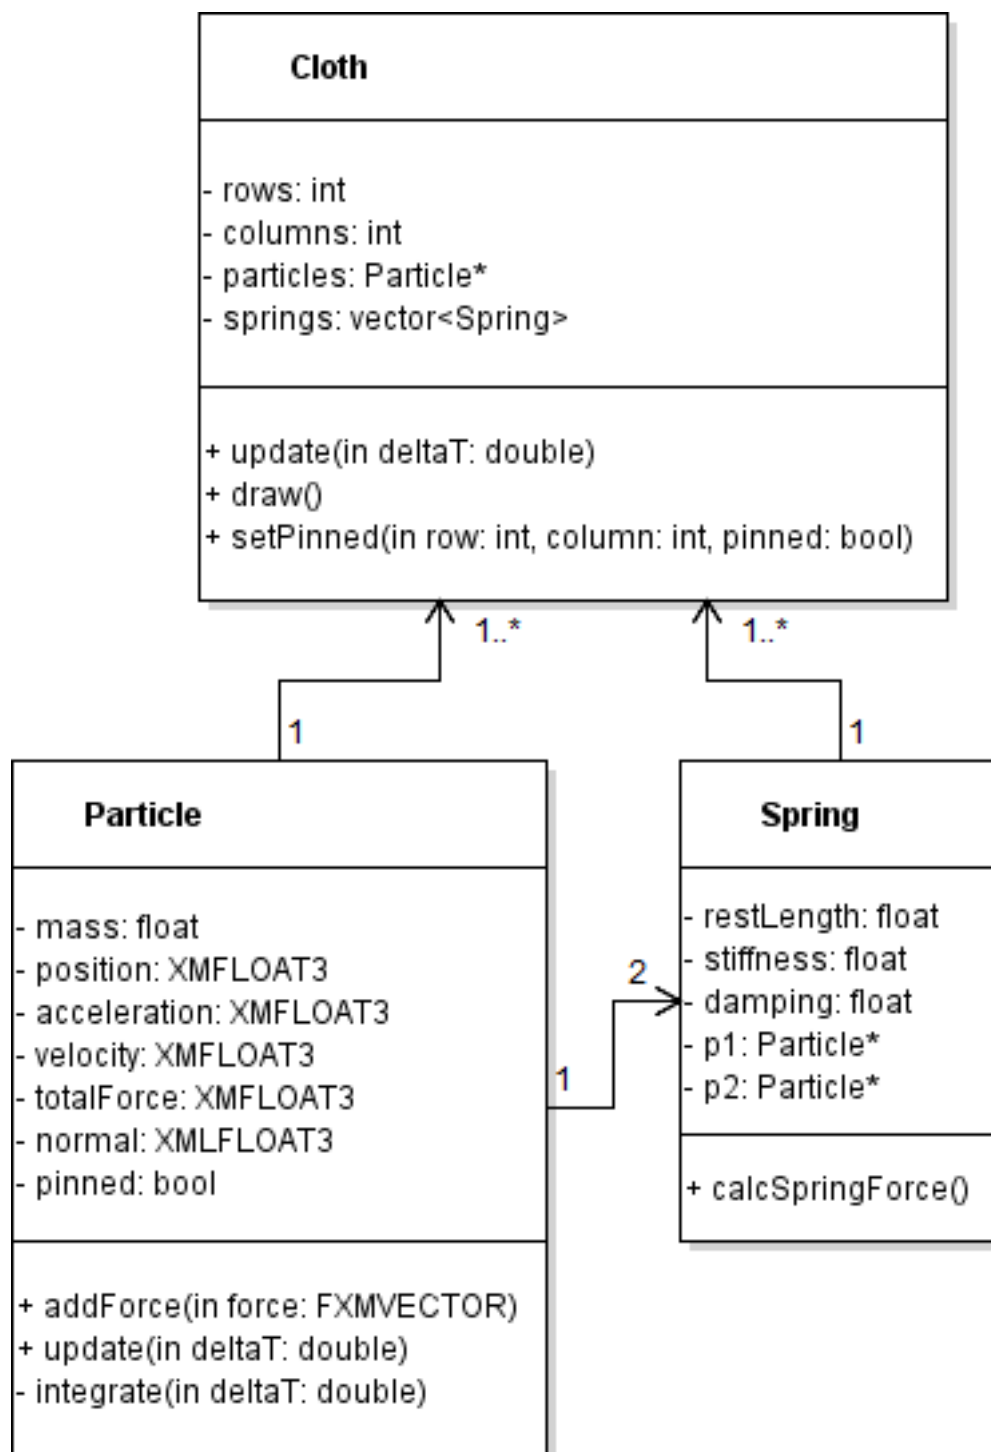 Cloth
- rows: int
- columns: int
- particles: Particle*
- springs: vector<Spring>
+ update(in deltaT: double)
+ draw()
+ setPinned(in row: int, column: int, pinned: bool)
1..*
1..*
1
1
Particle
- mass: float
- position: XMFLOAT3
- acceleration: XMFLOAT3
- velocity: XMFLOAT3
- totalForce: XMFLOAT3
- normal: XMLFLOAT3
- pinned: bool
+ addForce(in force: FXMVECTOR)
+ update(in deltaT: double)
- integrate(in deltaT: double)
1
2
Spring
- restLength: float
- stiffness: float
- damping: float
- p1: Particle*
- p2: Particle*
+ calcSpringForce()